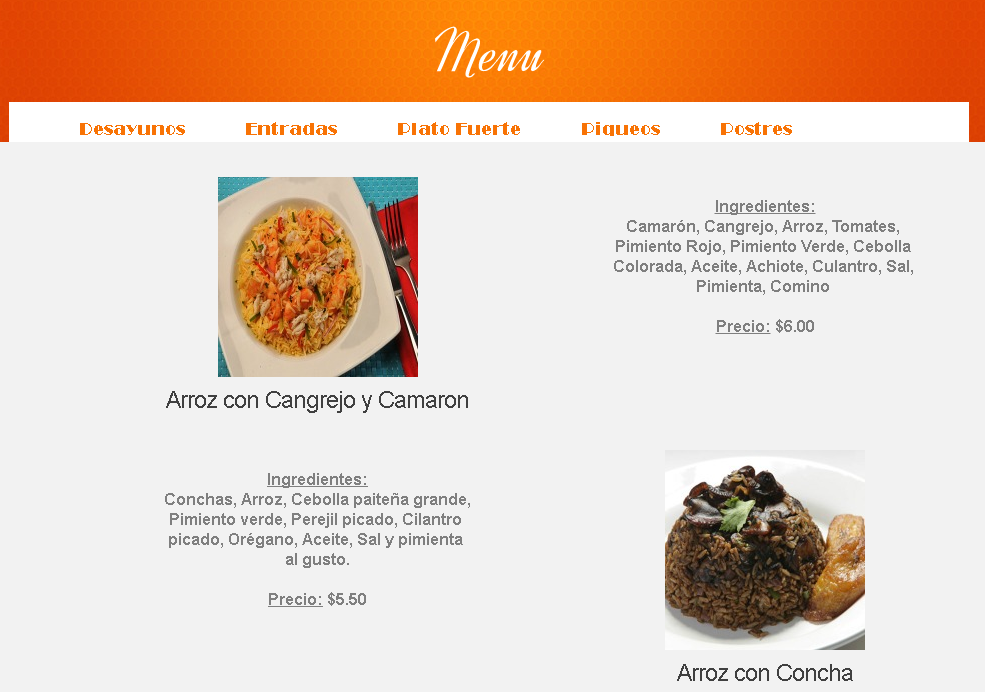 Menu
Desayunos Entradas Plato Fuerte Piqueos Postres
Ingredientes:
Camarón, Cangrejo, Arroz, Tomates,
Pimiento Rojo, Pimiento Verde, Cebolla
Colorada, Aceite, Achiote, Culantro, Sal,
Pimienta, Comino
Precio: $6.00
Arroz con Cangrejo y Camaron
Ingredientes:
Conchas, Arroz, Cebolla paiteña grande,
Pimiento verde, Perejil picado, Cilantro
picado, Orégano, Aceite, Sal y pimienta
al gusto.
Precio: $5.50
Arroz con Concha